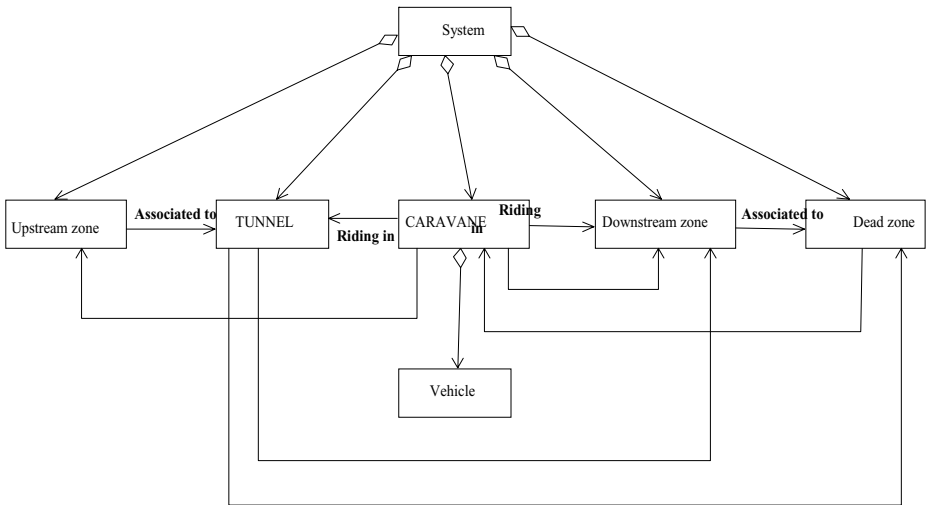 System
Upstream zone
Associated to
TUNNEL
Riding in
CARAVANE
Riding
in
Downstream zone
Associated to
Dead zone
Vehicle